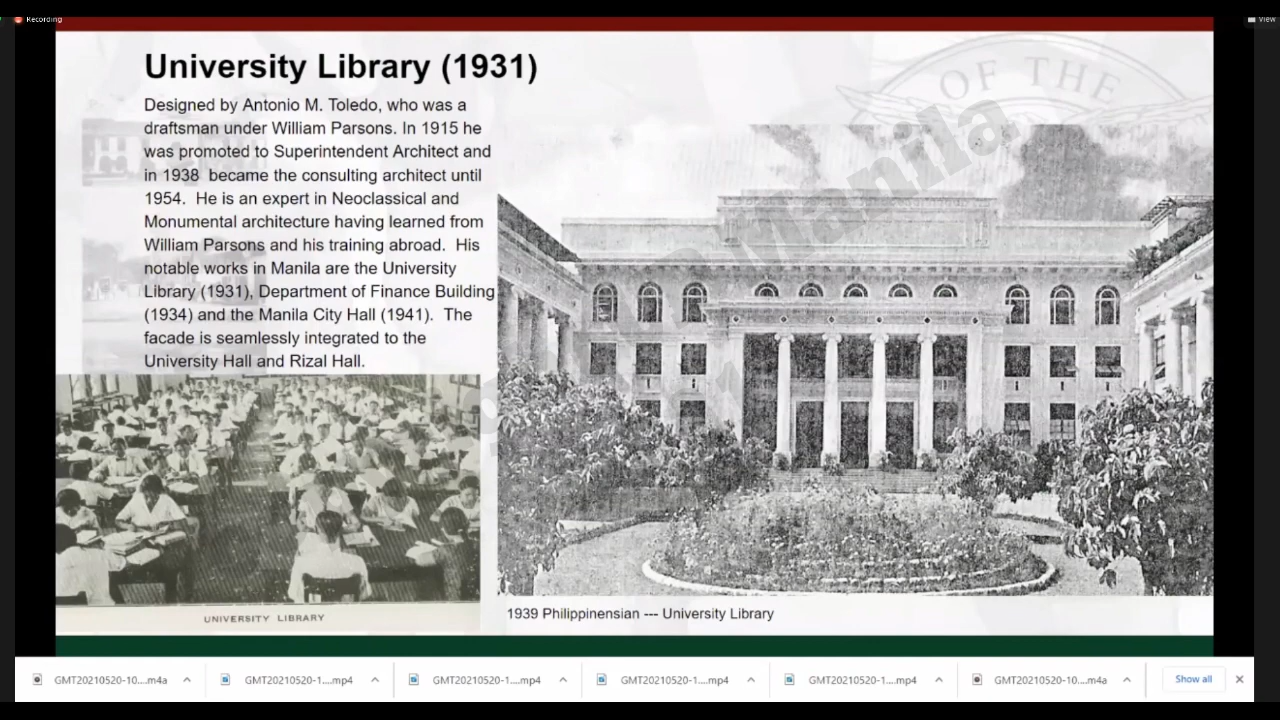 Recording
View
University Library (1931)
OF THE
Designed by Antonio M. Toledo, who was a
draftsman under William Parsons. In 1915 he
was promoted to Superintendent Architect and
in 1938 became the consulting architect until
1954. He is an expert in Neoclassical and
Monumental architecture having learned from
William Parsons and his training abroad. His
notable works in Manila are the University
Library (1931), Department of Finance Building
(1934) and the Manila City Hall (1941). The
facade is seamlessly integrated to the
University Hall and Rizal Hall.
Manila
UNIVERSITY LIBRARY
1939 Philippinensian --- University Library
GMT20210520-10....m4a
GMT20210520-1....mp4
GMT20210520-1....mp4
GMT20210520-1....mp4
GMT20210520-1....mp4
GMT20210520-10....m4a
Show all